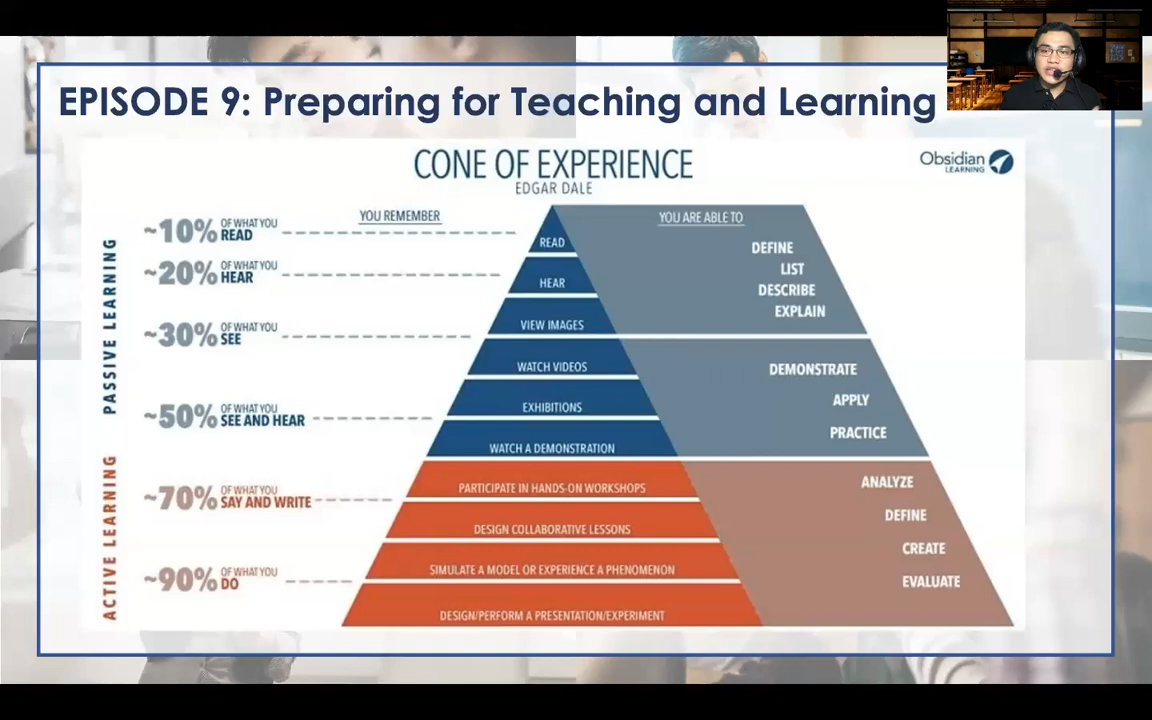 EPISODE 9: Preparing for Teaching and Learning
CONE OF EXPERIENCE
EDGAR DALE
Obsidian
LEARNING
YOU REMEMBER
YOU ARE ABLE TO
PASSIVE LEARNING
ACTIVE LEARNING
~10% OF WHAT YOU READ
~20% OF WHAT YOU HEAR
~30% OF WHAT YOU SEE
~50% OF WHAT YOU SEE AND HEAR
~70% OF WHAT YOU SAY AND WRITE
~90% OF WHAT YOU DO
READ
HEAR
VIEW IMAGES
WATCH VIDEOS
EXHIBITIONS
WATCH A DEMONSTRATION
PARTICIPATE IN HANDS-ON WORKSHOPS
DESIGN COLLABORATIVE LESSONS
SIMULATE A MODEL OR EXPERIENCE A PHENOMENON
DESIGN/PERFORM A PRESENTATION/EXPERIMENT
DEFINE
LIST
DESCRIBE
EXPLAIN
DEMONSTRATE
APPLY
PRACTICE
ANALYZE
DEFINE
CREATE
EVALUATE